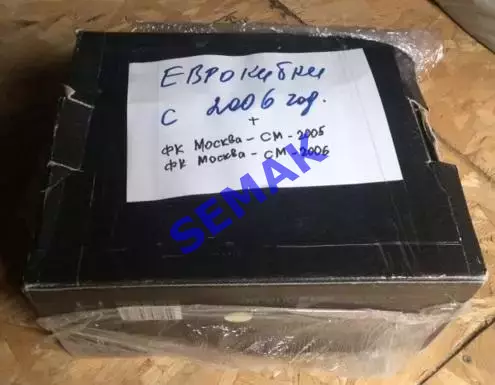 ЕВРОКУБКИ
С 2006 год.
+
ФК Москва - СМ - 2005
ФК Москва - СМ - 2006
SEMAK